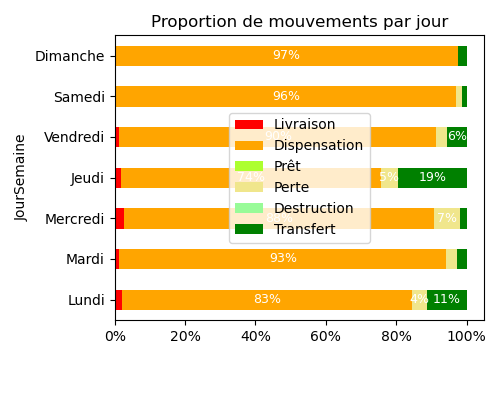 Proportion de mouvements par jour
JourSemaine
Dimanche 97%
Samedi 96%
Vendredi 6%
Jeudi 74% 5% 19%
Mercredi 7%
Mardi 93%
Lundi 83% 4% 11%
Livraison
Dispensation
Prêt
Perte
Destruction
Transfert
0% 20% 40% 60% 80% 100%